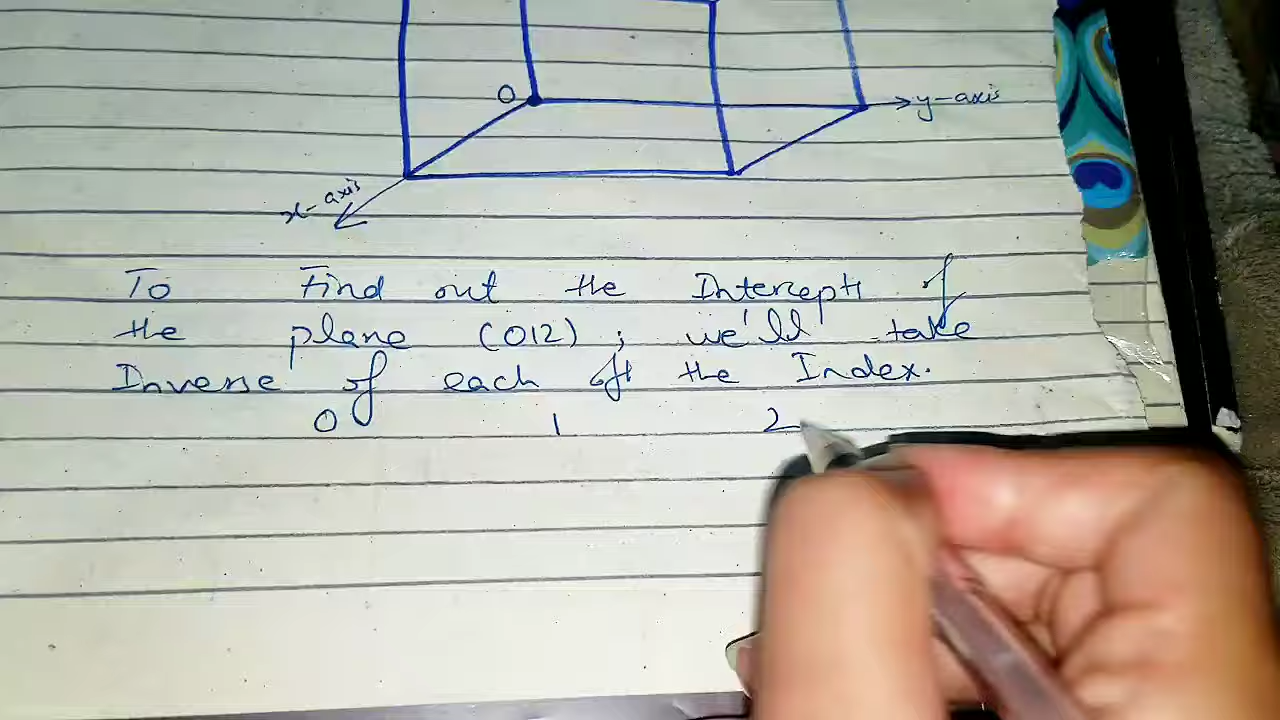 O
y-axis
x-axis
To Find out the Intercepts of
the plane (012) ; we'll take
Inverse of each of the Index.
0 1 2